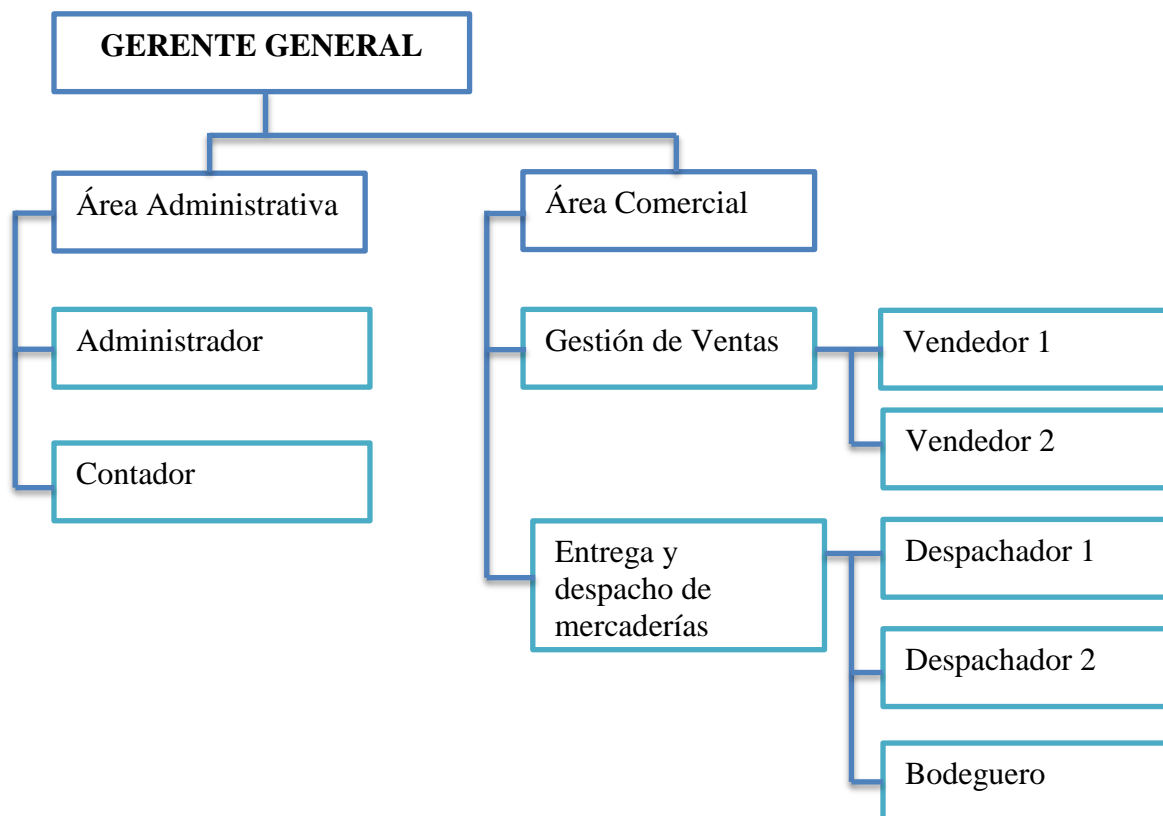 GERENTE GENERAL
Área Administrativa
Área Comercial
Administrador
Gestión de Ventas
Vendedor 1
Vendedor 2
Contador
Entrega y
despacho de
mercaderías
Despachador 1
Despachador 2
Bodeguero